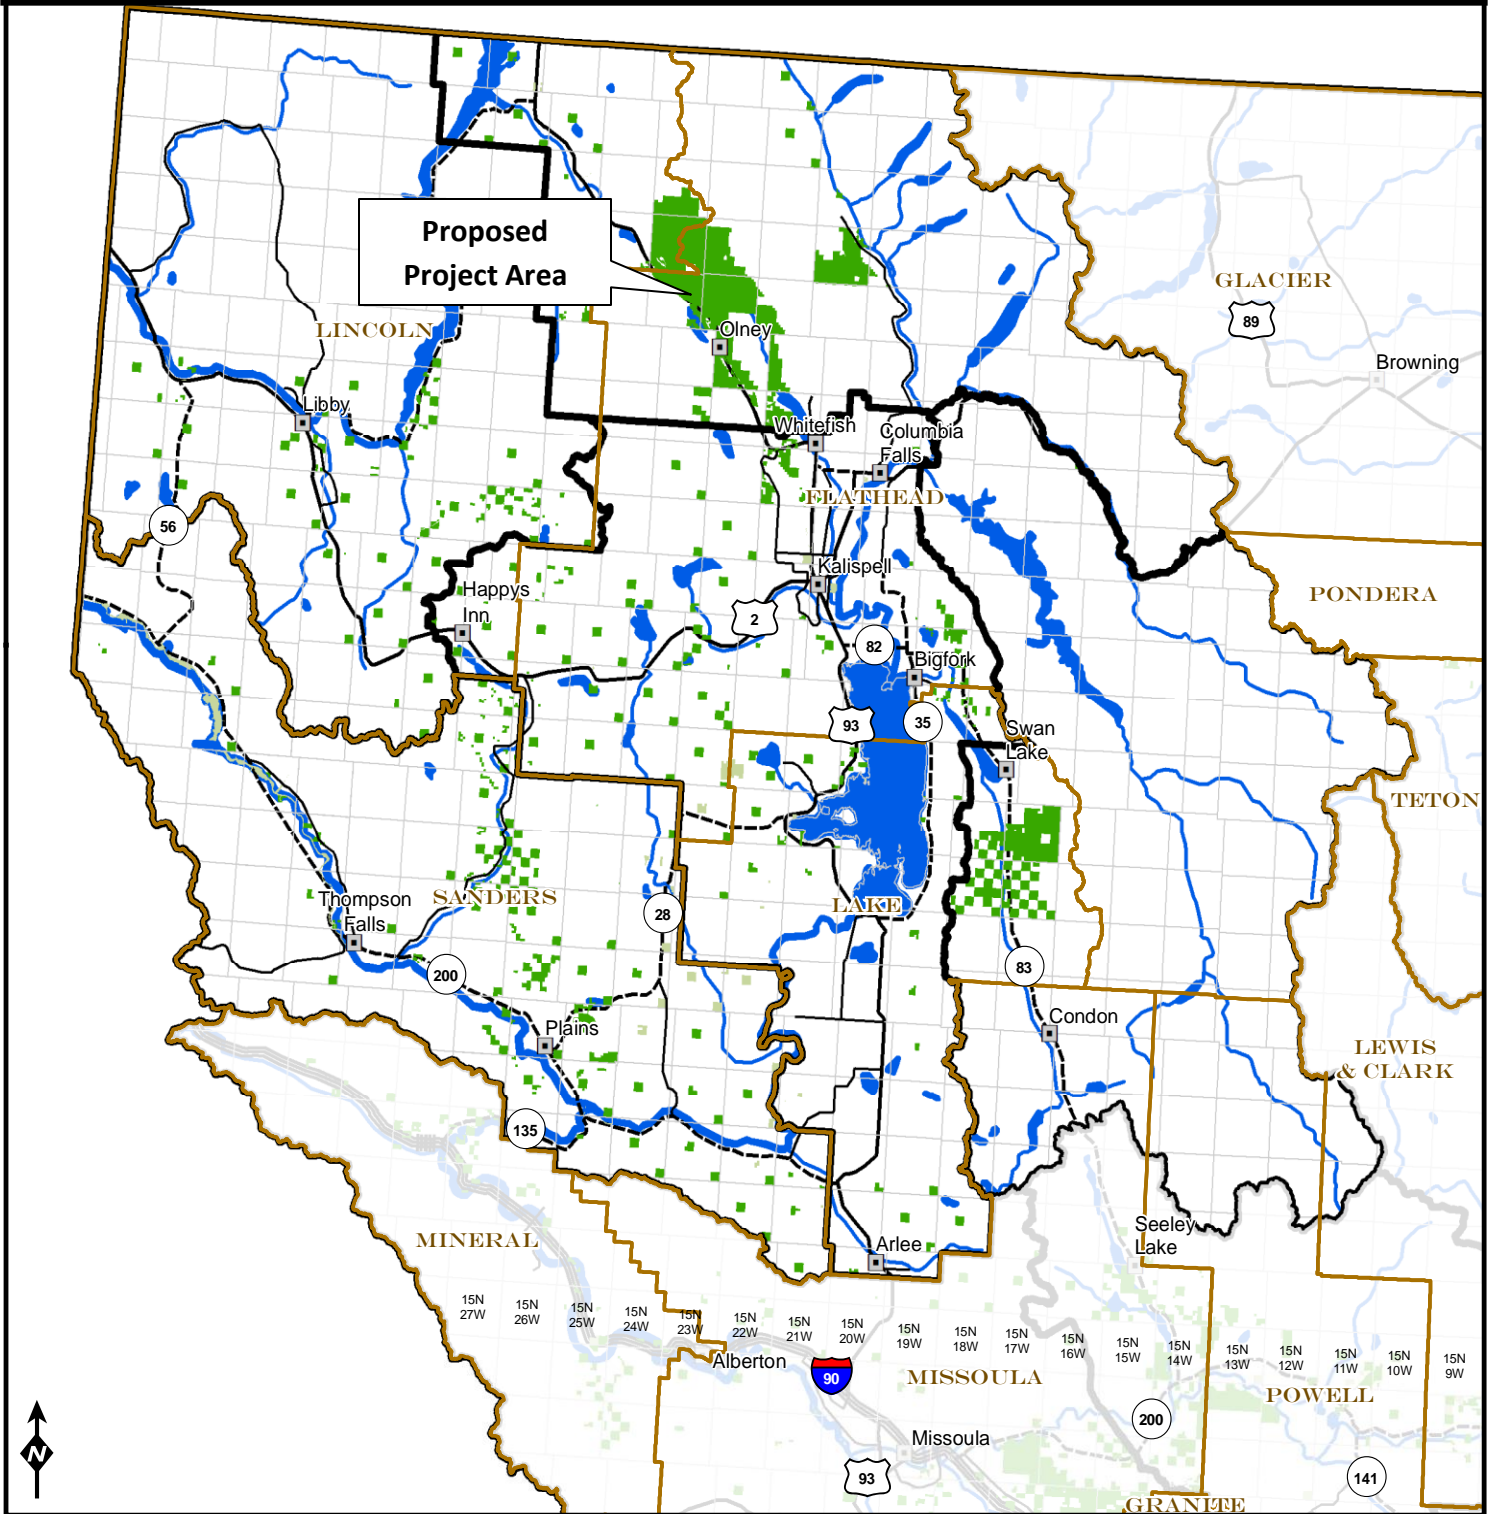 Proposed
Project Area
GLACIER
89
LINCOLN
Olney
Browning
Libby
Whitefish
Columbia
Falls
FLATHEAD
56
Kalispell
Happys
Inn
2
PONDERA
82
Bigfork
93
35
Swan
Lake
TETON
Thompson
Falls
SANDERS
28
LAKE
200
83
Plains
Condon
LEWIS
& CLARK
135
MINERAL
Arlee
Seeley
Lake
15N
27W
15N
26W
15N
25W
15N
24W
15N
23W
15N
22W
15N
21W
15N
20W
15N
19W
15N
18W
15N
17W
15N
16W
15N
15W
15N
14W
15N
13W
15N
12W
15N
11W
15N
10W
15N
9W
Alberton
90
MISSOULA
POWELL
200
Missoula
93
141
GRANITE
N